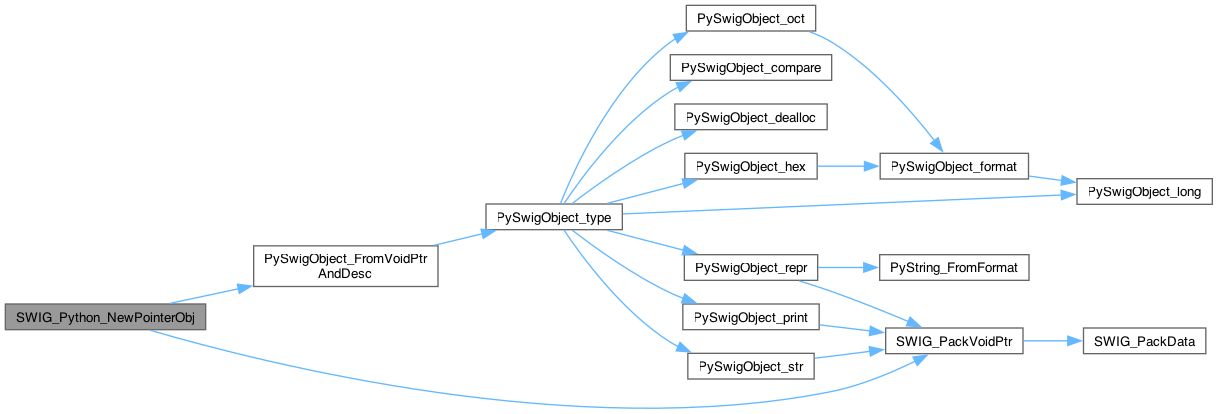 SWIG_Python_NewPointerObj
PySwigObject_FromVoidPtr
AndDesc
PySwigObject_type
PySwigObject_oct
PySwigObject_compare
PySwigObject_dealloc
PySwigObject_hex
PySwigObject_format
PySwigObject_long
PySwigObject_repr
PyString_FromFormat
PySwigObject_print
SWIG_PackVoidPtr
SWIG_PackData
PySwigObject_str